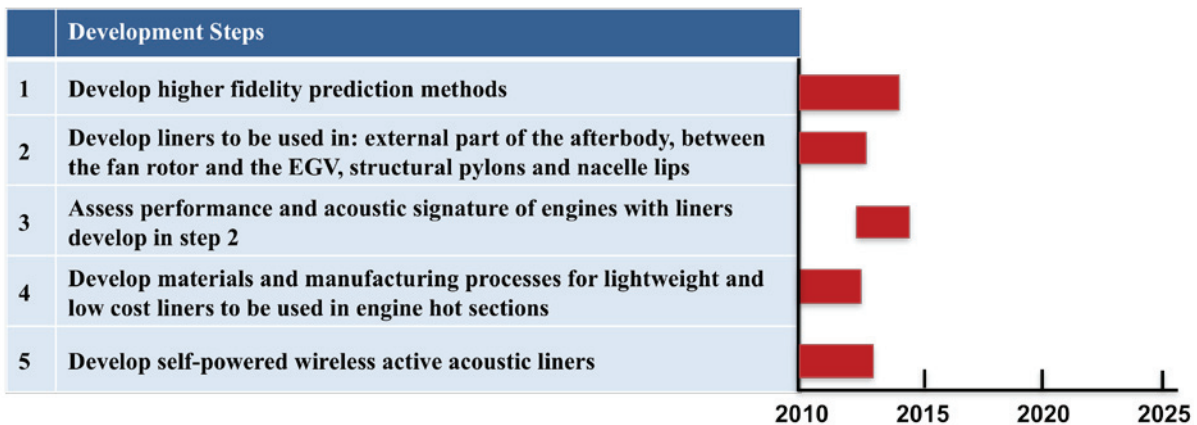 Development Steps
1 Develop higher fidelity prediction methods
2 Develop liners to be used in: external part of the afterbody, between
the fan rotor and the EGV, structural pylons and nacelle lips
3 Assess performance and acoustic signature of engines with liners
develop in step 2
4 Develop materials and manufacturing processes for lightweight and
low cost liners to be used in engine hot sections
5 Develop self-powered wireless active acoustic liners
2010 2015 2020 2025